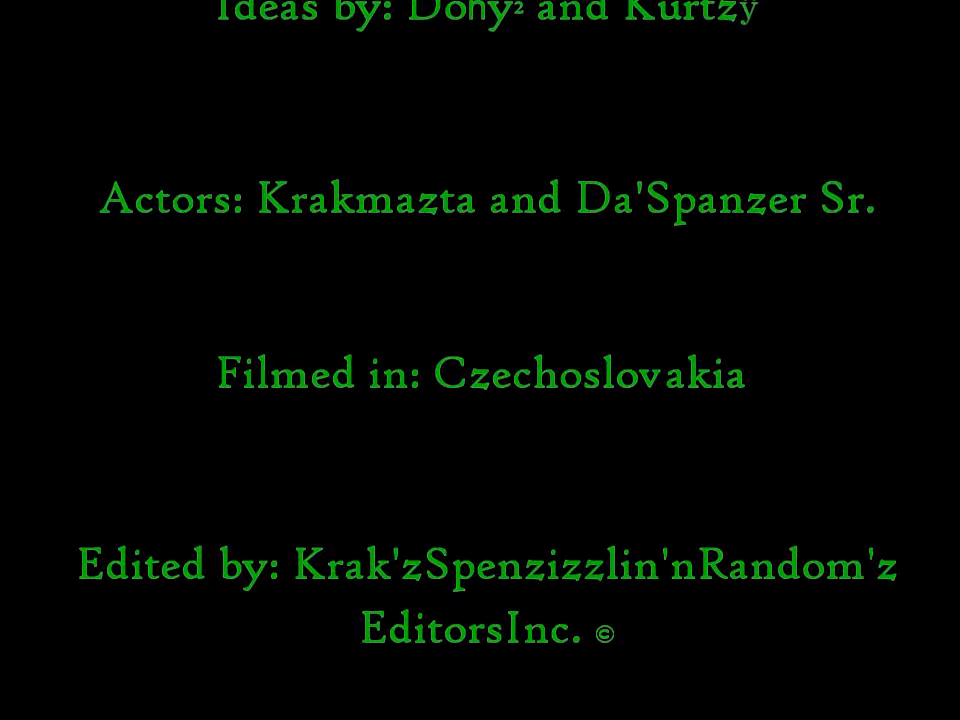 Ideas by: Dony² and Kurtzÿ
Actors: Krakmazta and Da'Spanzer Sr.
Filmed in: Czechoslovakia
Edited by: Krak'zSpenzizzlin'nRandom'z
EditorsInc. ©